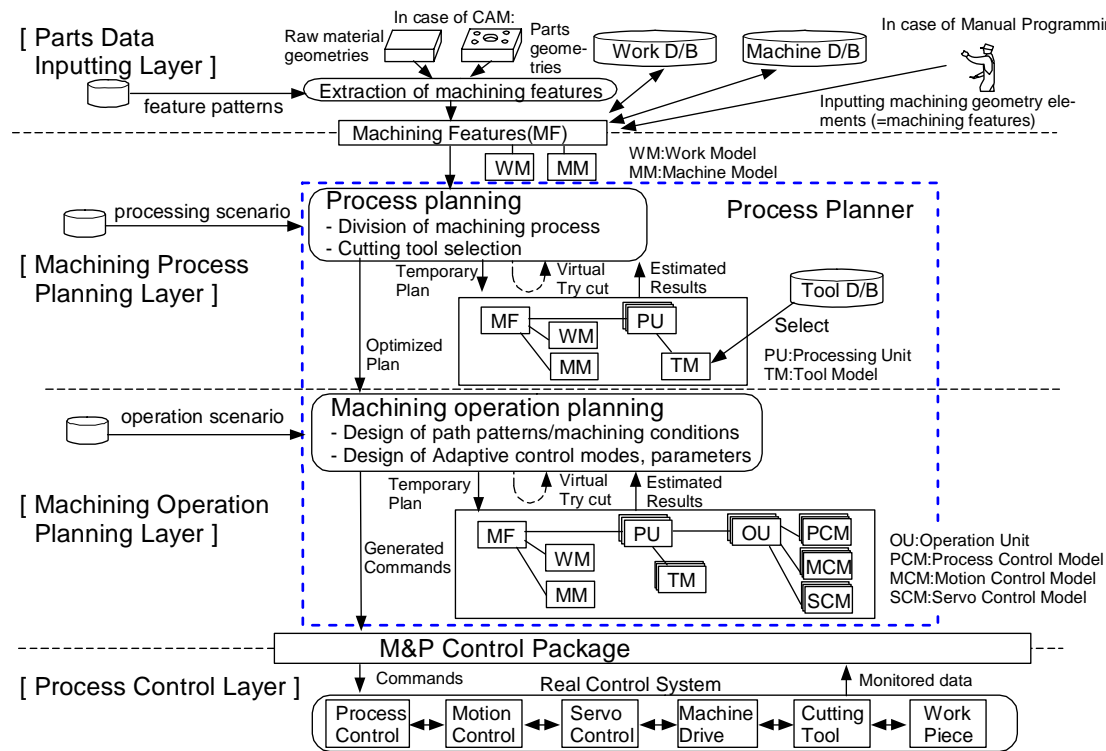 [ Parts Data
Inputting Layer ]
In case of CAM:
Raw material
geometries
Parts
geome-
tries
Work D/B
Machine D/B
In case of Manual Programmin
feature patterns
Extraction of machining features
Inputting machining geometry ele-
ments (=machining features)
Machining Features(MF)
WM
MM
WM:Work Model
MM:Machine Model
[ Machining Process
Planning Layer ]
processing scenario
Process planning
- Division of machining process
- Cutting tool selection
Process Planner
Temporary
Plan
Virtual
Try cut
Estimated
Results
Tool D/B
Select
MF
WM
MM
PU
TM
Optimized
Plan
PU:Processing Unit
TM:Tool Model
operation scenario
Machining operation planning
- Design of path patterns/machining conditions
- Design of Adaptive control modes, parameters
[ Machining Operation
Planning Layer ]
Temporary
Plan
Virtual
Try cut
Estimated
Results
Generated
Commands
MF
WM
MM
PU
TM
OU
PCM
MCM
SCM
OU:Operation Unit
PCM:Process Control Model
MCM:Motion Control Model
SCM:Servo Control Model
M&P Control Package
[ Process Control Layer ]
Commands
Real Control System
Monitored data
Process
Control
Motion
Control
Servo
Control
Machine
Drive
Cutting
Tool
Work
Piece